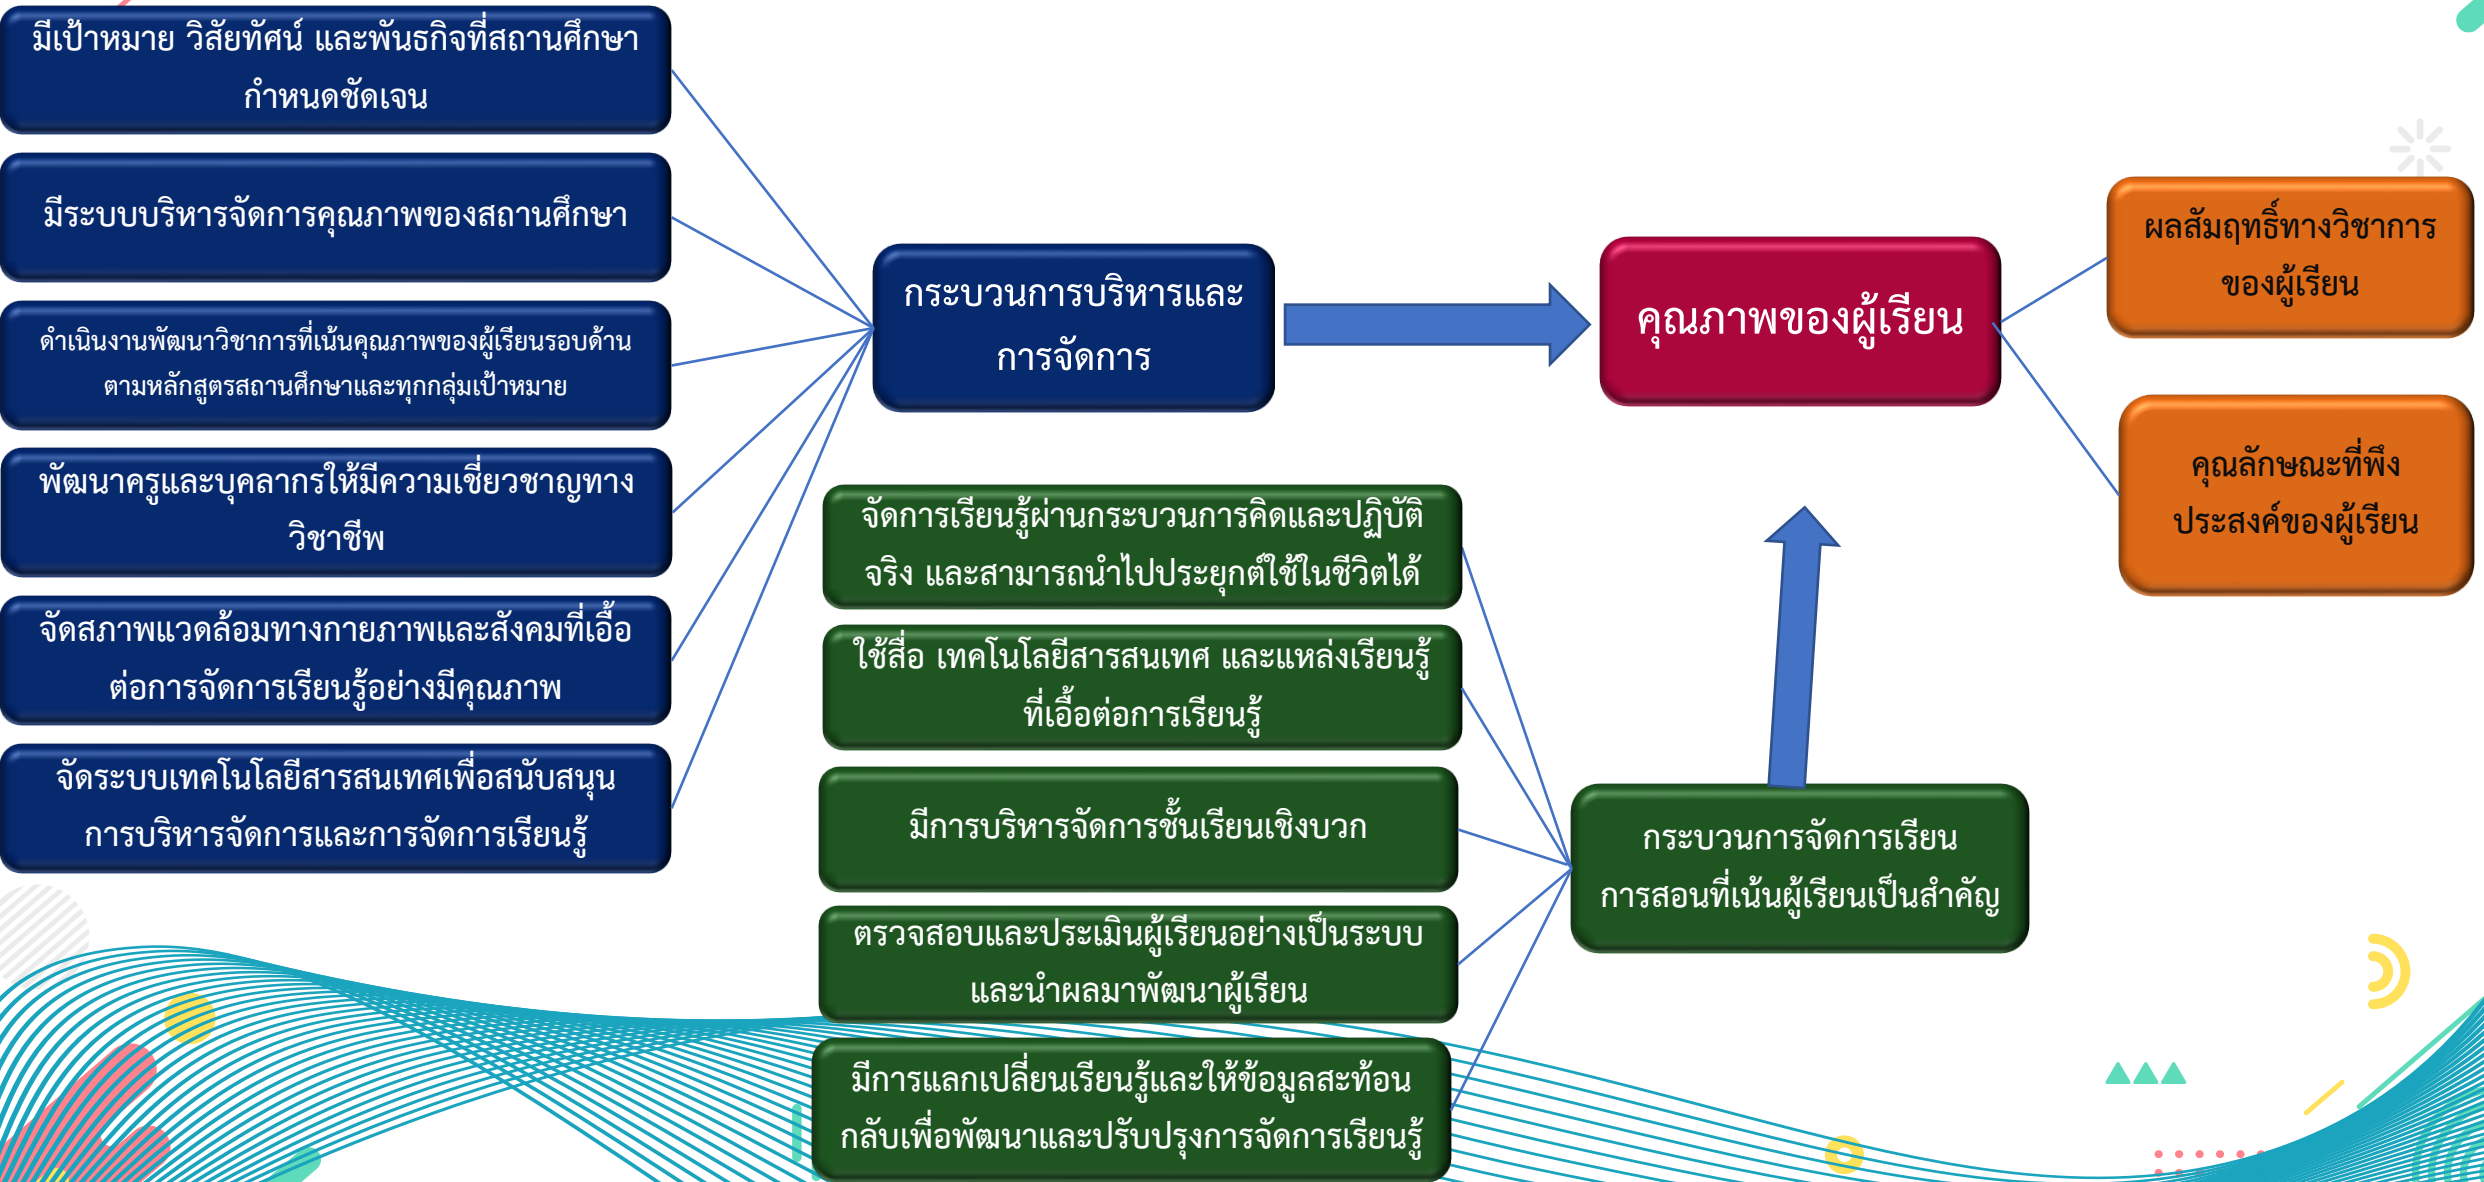 มีเป้าหมาย วิสัยทัศน์ และพันธกิจที่สถานศึกษา
กำหนดชัดเจน
มีระบบบริหารจัดการคุณภาพของสถานศึกษา
ดำเนินงานพัฒนาวิชาการที่เน้นคุณภาพของผู้เรียนรอบด้าน
ตามหลักสูตรสถานศึกษาและทุกกลุ่มเป้าหมาย
พัฒนาครูและบุคลากรให้มีความเชี่ยวชาญทาง
วิชาชีพ
จัดสภาพแวดล้อมทางกายภาพและสังคมที่เอื้อ
ต่อการจัดการเรียนรู้อย่างมีคุณภาพ
จัดระบบเทคโนโลยีสารสนเทศเพื่อสนับสนุน
การบริหารจัดการและการจัดการเรียนรู้
กระบวนการบริหารและ
การจัดการ
คุณภาพของผู้เรียน
ผลสัมฤทธิ์ทางวิชาการ
ของผู้เรียน
คุณลักษณะที่พึง
ประสงค์ของผู้เรียน
จัดการเรียนรู้ผ่านกระบวนการคิดและปฏิบัติ
จริง และสามารถนำไปประยุกต์ใช้ในชีวิตได้
ใช้สื่อ เทคโนโลยีสารสนเทศ และแหล่งเรียนรู้
ที่เอื้อต่อการเรียนรู้
มีการบริหารจัดการชั้นเรียนเชิงบวก
ตรวจสอบและประเมินผู้เรียนอย่างเป็นระบบ
และนำผลมาพัฒนาผู้เรียน
มีการแลกเปลี่ยนเรียนรู้และให้ข้อมูลสะท้อน
กลับเพื่อพัฒนาและปรับปรุงการจัดการเรียนรู้
กระบวนการจัดการเรียน
การสอนที่เน้นผู้เรียนเป็นสำคัญ